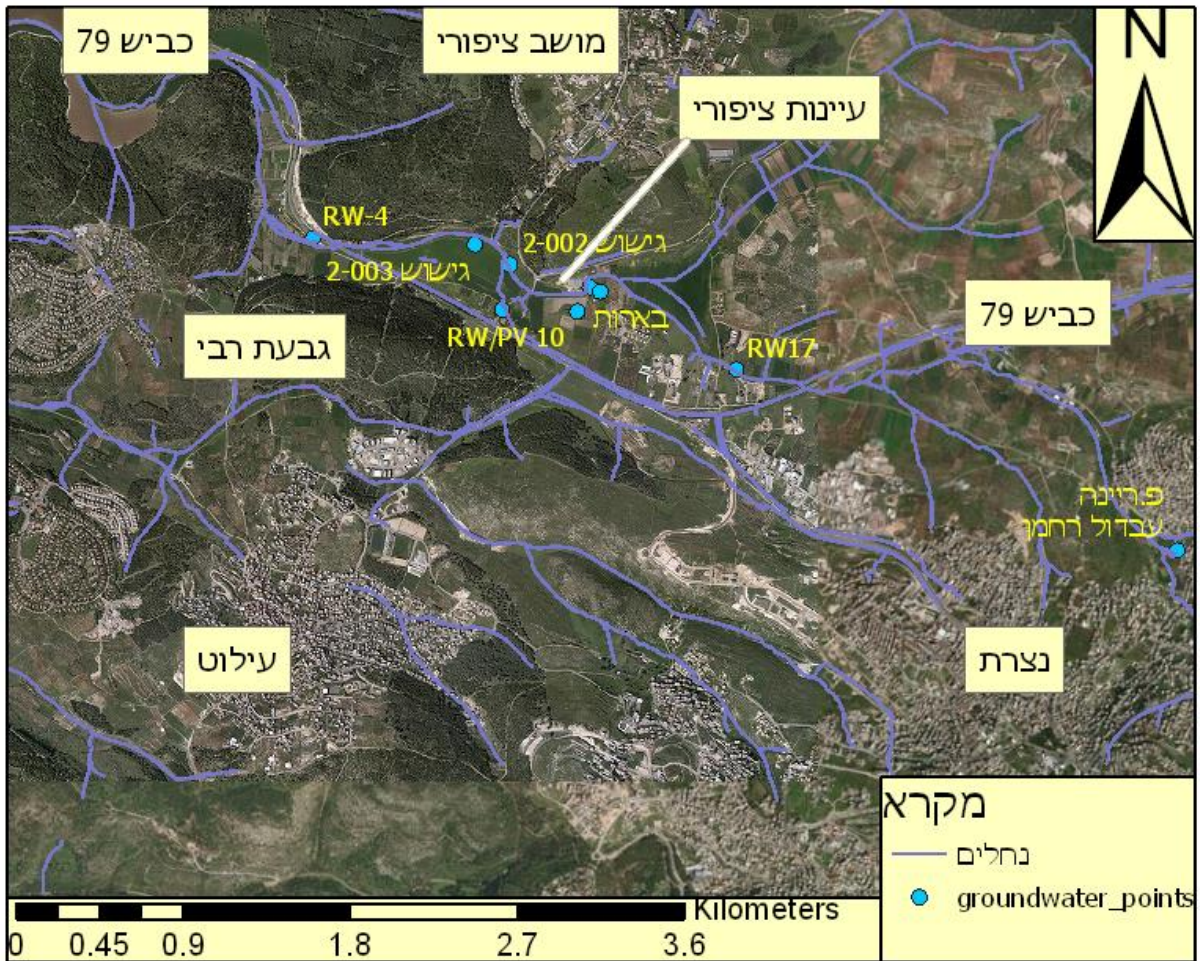 כביש 79
מושב ציפורי
N
עיינות ציפורי
RW-4
גישוש 2-002
גישוש 2-003
בארות
RW/PV 10
כביש 79
גבעת רבי
RW17
פ.ריינה
עבדול רחמן
עילוט
נצרת
מקרא
נחלים
groundwater_points
Kilometers
0 0.45 0.9 1.8 2.7 3.6